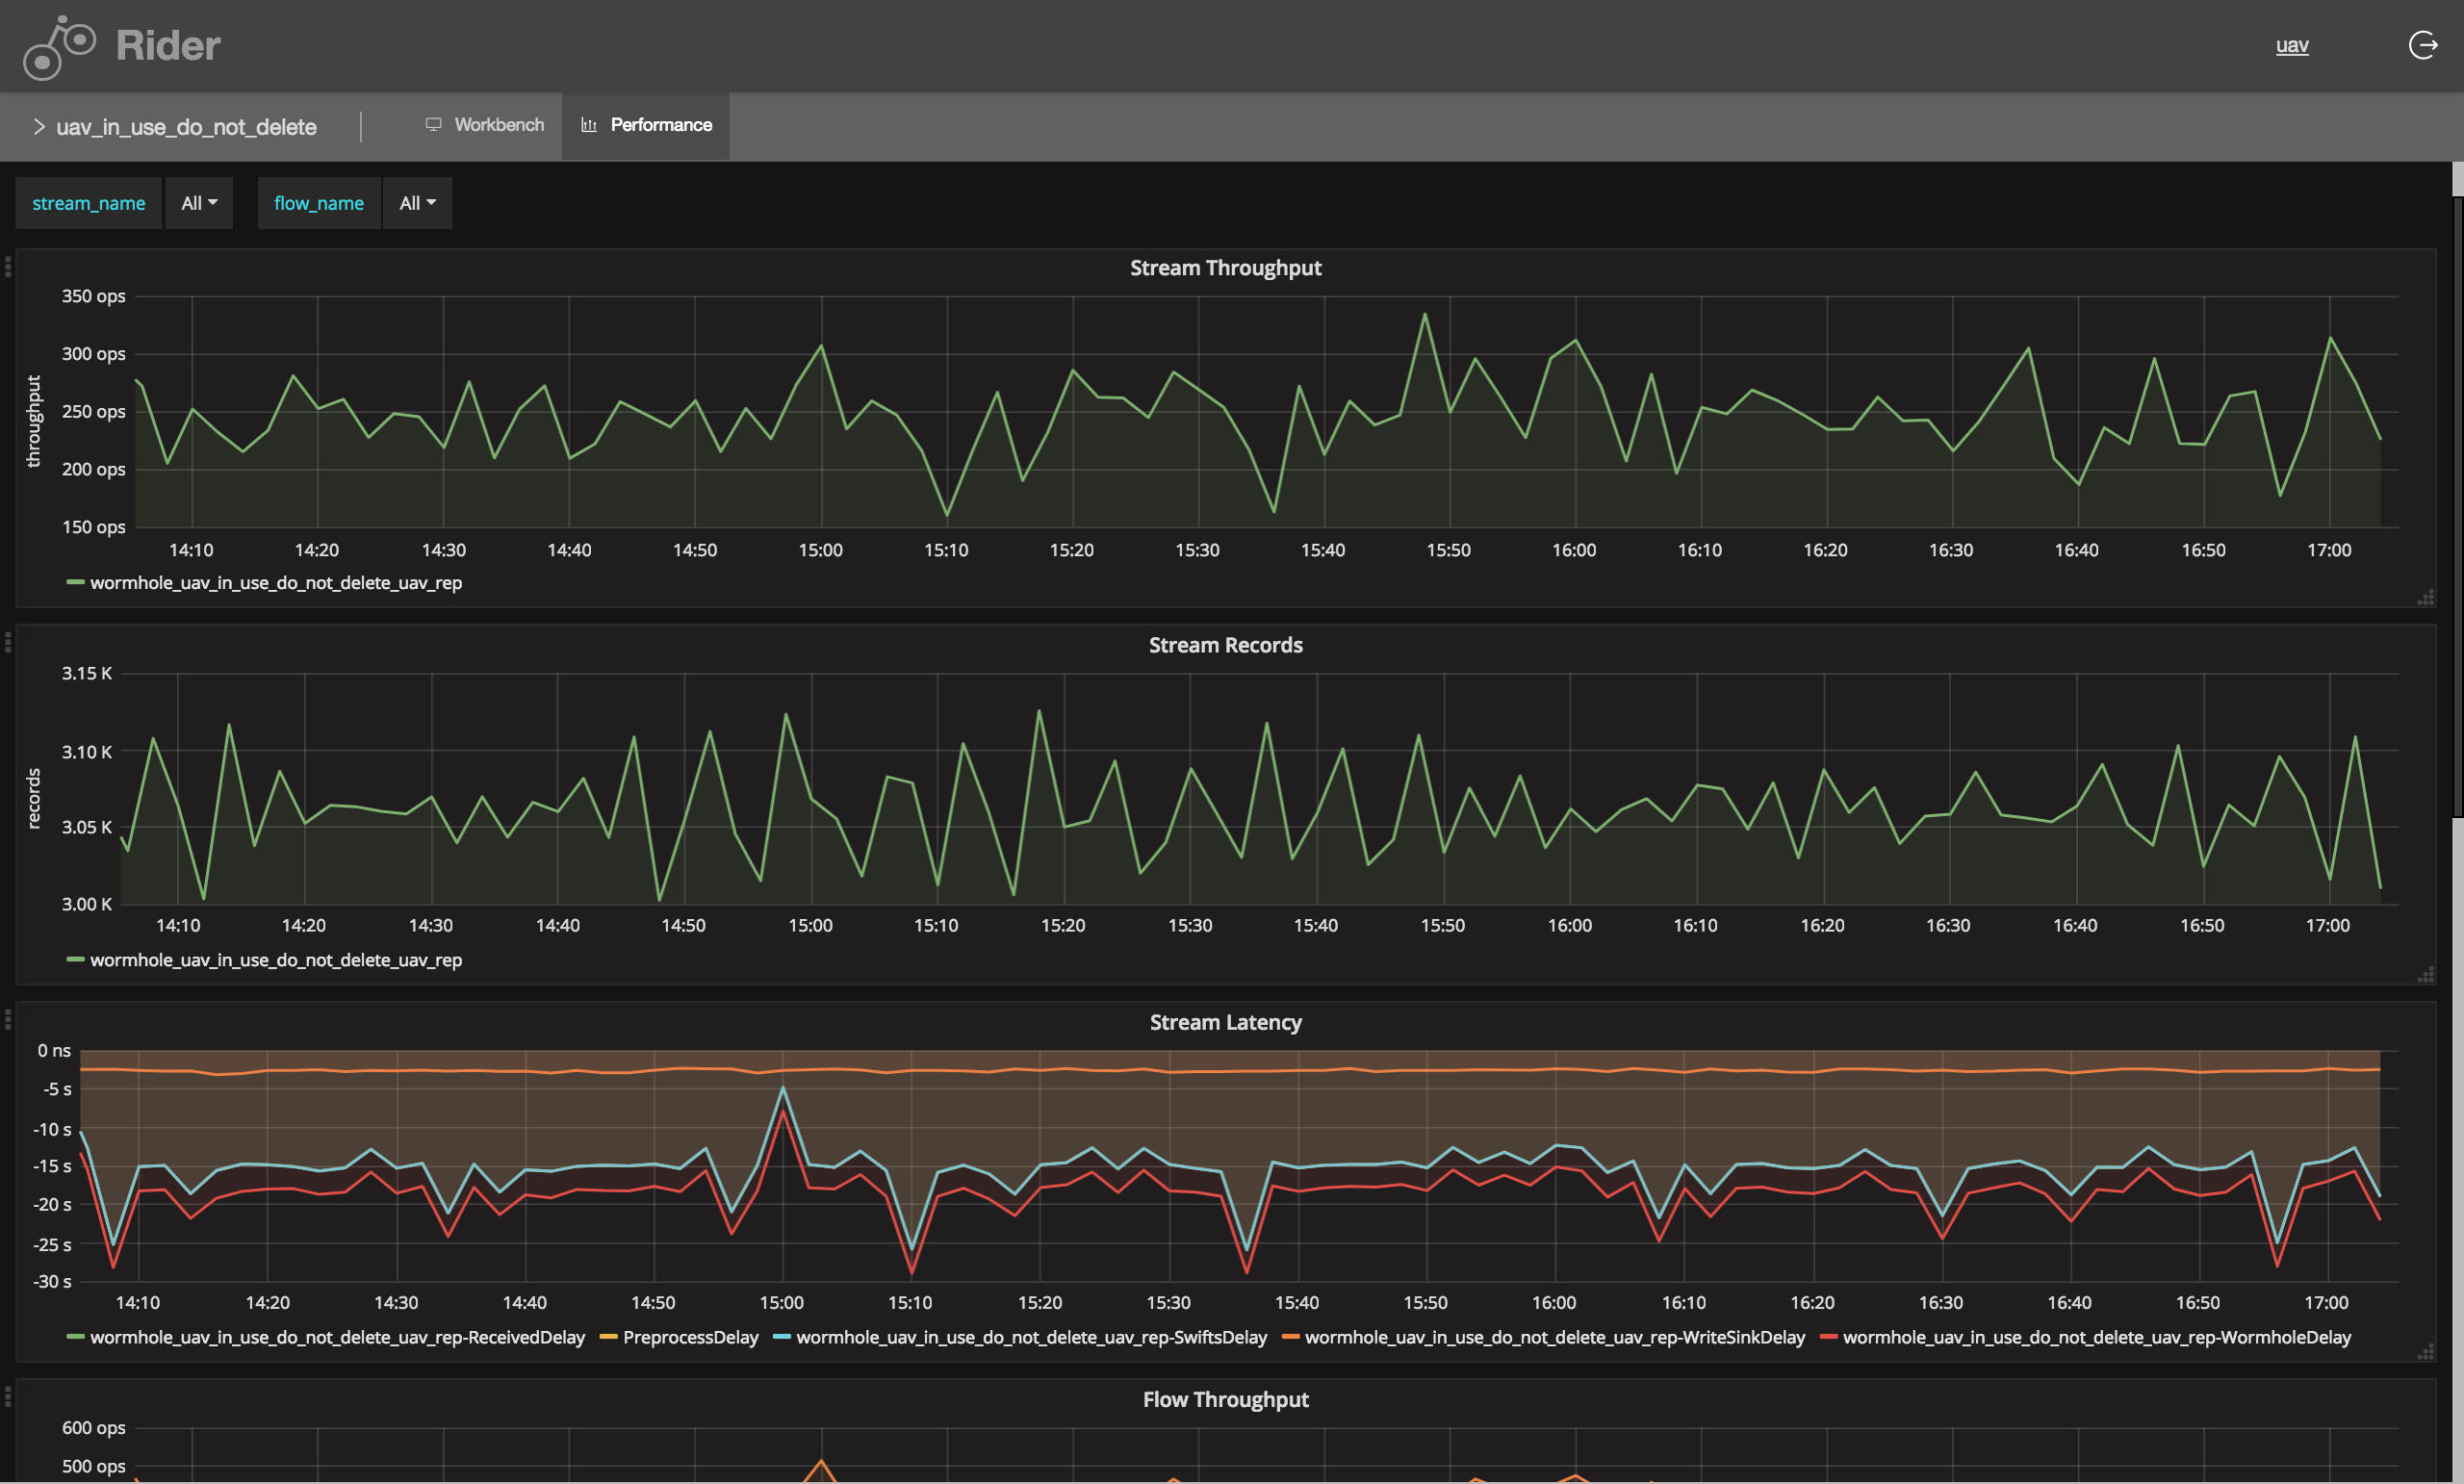 Rider
uav
> uav_in_use_do_not_delete
Workbench
Performance
stream_name All flow_name All
Stream Throughput
350 ops
300 ops
250 ops
200 ops
150 ops
throughput
14:10 14:20 14:30 14:40 14:50 15:00 15:10 15:20 15:30 15:40 15:50 16:00 16:10 16:20 16:30 16:40 16:50 17:00
wormhole_uav_in_use_do_not_delete_uav_rep
Stream Records
3.15 K
3.10 K
3.05 K
3.00 K
records
14:10 14:20 14:30 14:40 14:50 15:00 15:10 15:20 15:30 15:40 15:50 16:00 16:10 16:20 16:30 16:40 16:50 17:00
wormhole_uav_in_use_do_not_delete_uav_rep
Stream Latency
0 ns
-5 s
-10 s
-15 s
-20 s
-25 s
-30 s
14:10 14:20 14:30 14:40 14:50 15:00 15:10 15:20 15:30 15:40 15:50 16:00 16:10 16:20 16:30 16:40 16:50 17:00
wormhole_uav_in_use_do_not_delete_uav_rep-ReceivedDelay PreprocessDelay wormhole_uav_in_use_do_not_delete_uav_rep-SwiftsDelay wormhole_uav_in_use_do_not_delete_uav_rep-WriteSinkDelay wormhole_uav_in_use_do_not_delete_uav_rep-WormholeDelay
Flow Throughput
600 ops
500 ops